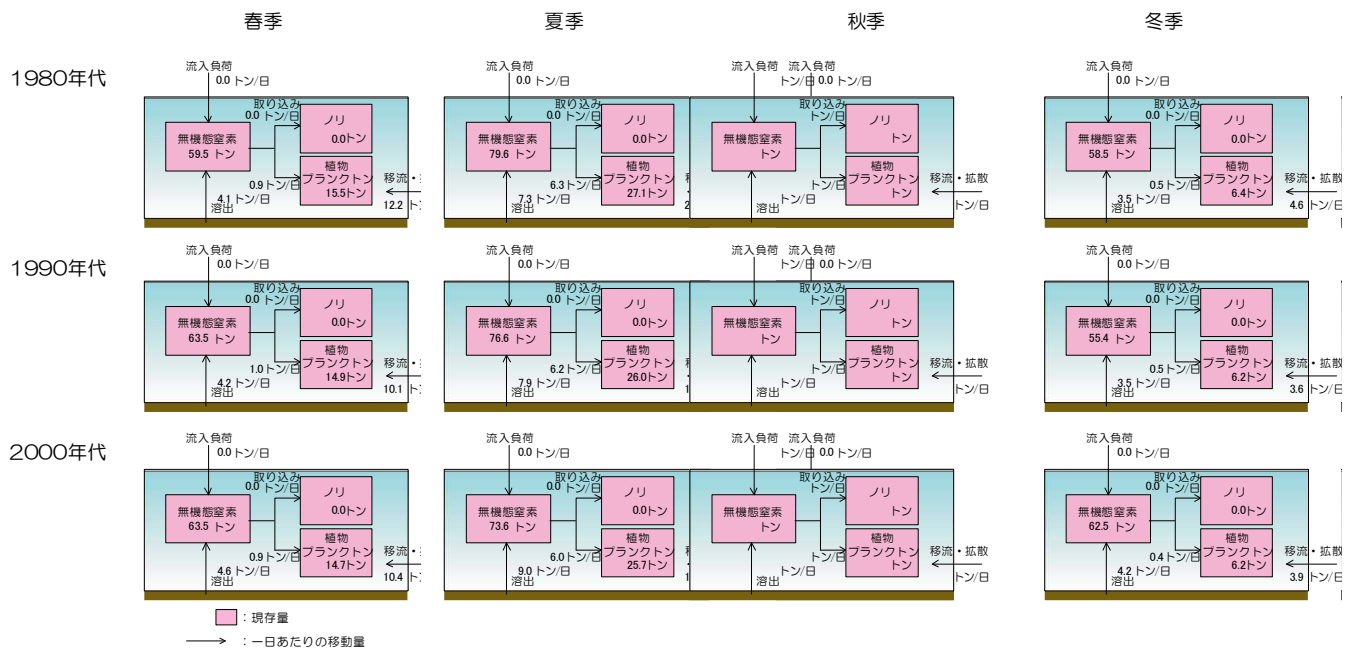 春季 夏季 秋季 冬季
1980年代
流入負荷
0.0 トン/日
取り込み
0.0 トン/日
無機態窒素
59.5 トン
ノリ
0.0トン
植物
プランクトン
15.5トン
0.9トン/日
4.1 トン/日
溶出
移流・
12.2
流入負荷
0.0 トン/日
取り込み
0.0 トン/日
無機態窒素
79.6 トン
ノリ
0.0トン
植物
プランクトン
27.1トン
6.3トン/日
7.3 トン/日
溶出
流入負荷 流入負荷
トン/日 0.0 トン/日
取り込み
トン/日
無機態窒素
トン
ノリ
トン
植物
プランクトン
トン
トン/日
トン/日
溶出
移流・拡散
トン/日
流入負荷
0.0 トン/日
取り込み
0.0 トン/日
無機態窒素
58.5 トン
ノリ
0.0トン
植物
プランクトン
6.4トン
0.5トン/日
3.5 トン/日
溶出
移流・拡散
4.6 トン/日
1990年代
流入負荷
0.0 トン/日
取り込み
0.0 トン/日
無機態窒素
63.5 トン
ノリ
0.0トン
植物
プランクトン
14.9トン
1.0トン/日
4.2 トン/日
溶出
移流・
10.1
流入負荷
0.0 トン/日
取り込み
0.0 トン/日
無機態窒素
76.6 トン
ノリ
0.0トン
植物
プランクトン
26.0トン
6.2トン/日
7.9 トン/日
溶出
流入負荷 流入負荷
トン/日 0.0 トン/日
取り込み
トン/日
無機態窒素
トン
ノリ
トン
植物
プランクトン
トン
トン/日
トン/日
溶出
移流・拡散
トン/日
流入負荷
0.0 トン/日
取り込み
0.0 トン/日
無機態窒素
55.4 トン
ノリ
0.0トン
植物
プランクトン
6.2トン
0.5トン/日
3.5 トン/日
溶出
移流・拡散
3.6 トン/日
2000年代
流入負荷
0.0 トン/日
取り込み
0.0 トン/日
無機態窒素
63.5 トン
ノリ
0.0トン
植物
プランクトン
14.7トン
0.9トン/日
4.6 トン/日
溶出
移流・
10.4
流入負荷
0.0 トン/日
取り込み
0.0 トン/日
無機態窒素
73.6 トン
ノリ
0.0トン
植物
プランクトン
25.7トン
6.0トン/日
9.0 トン/日
溶出
流入負荷 流入負荷
トン/日 0.0 トン/日
取り込み
トン/日
無機態窒素
トン
ノリ
トン
植物
プランクトン
トン
トン/日
トン/日
溶出
移流・拡散
トン/日
流入負荷
0.0 トン/日
取り込み
0.0 トン/日
無機態窒素
62.5 トン
ノリ
0.0トン
植物
プランクトン
6.2トン
0.4トン/日
4.2 トン/日
溶出
移流・拡散
3.9 トン/日
：現存量
：一日あたりの移動量